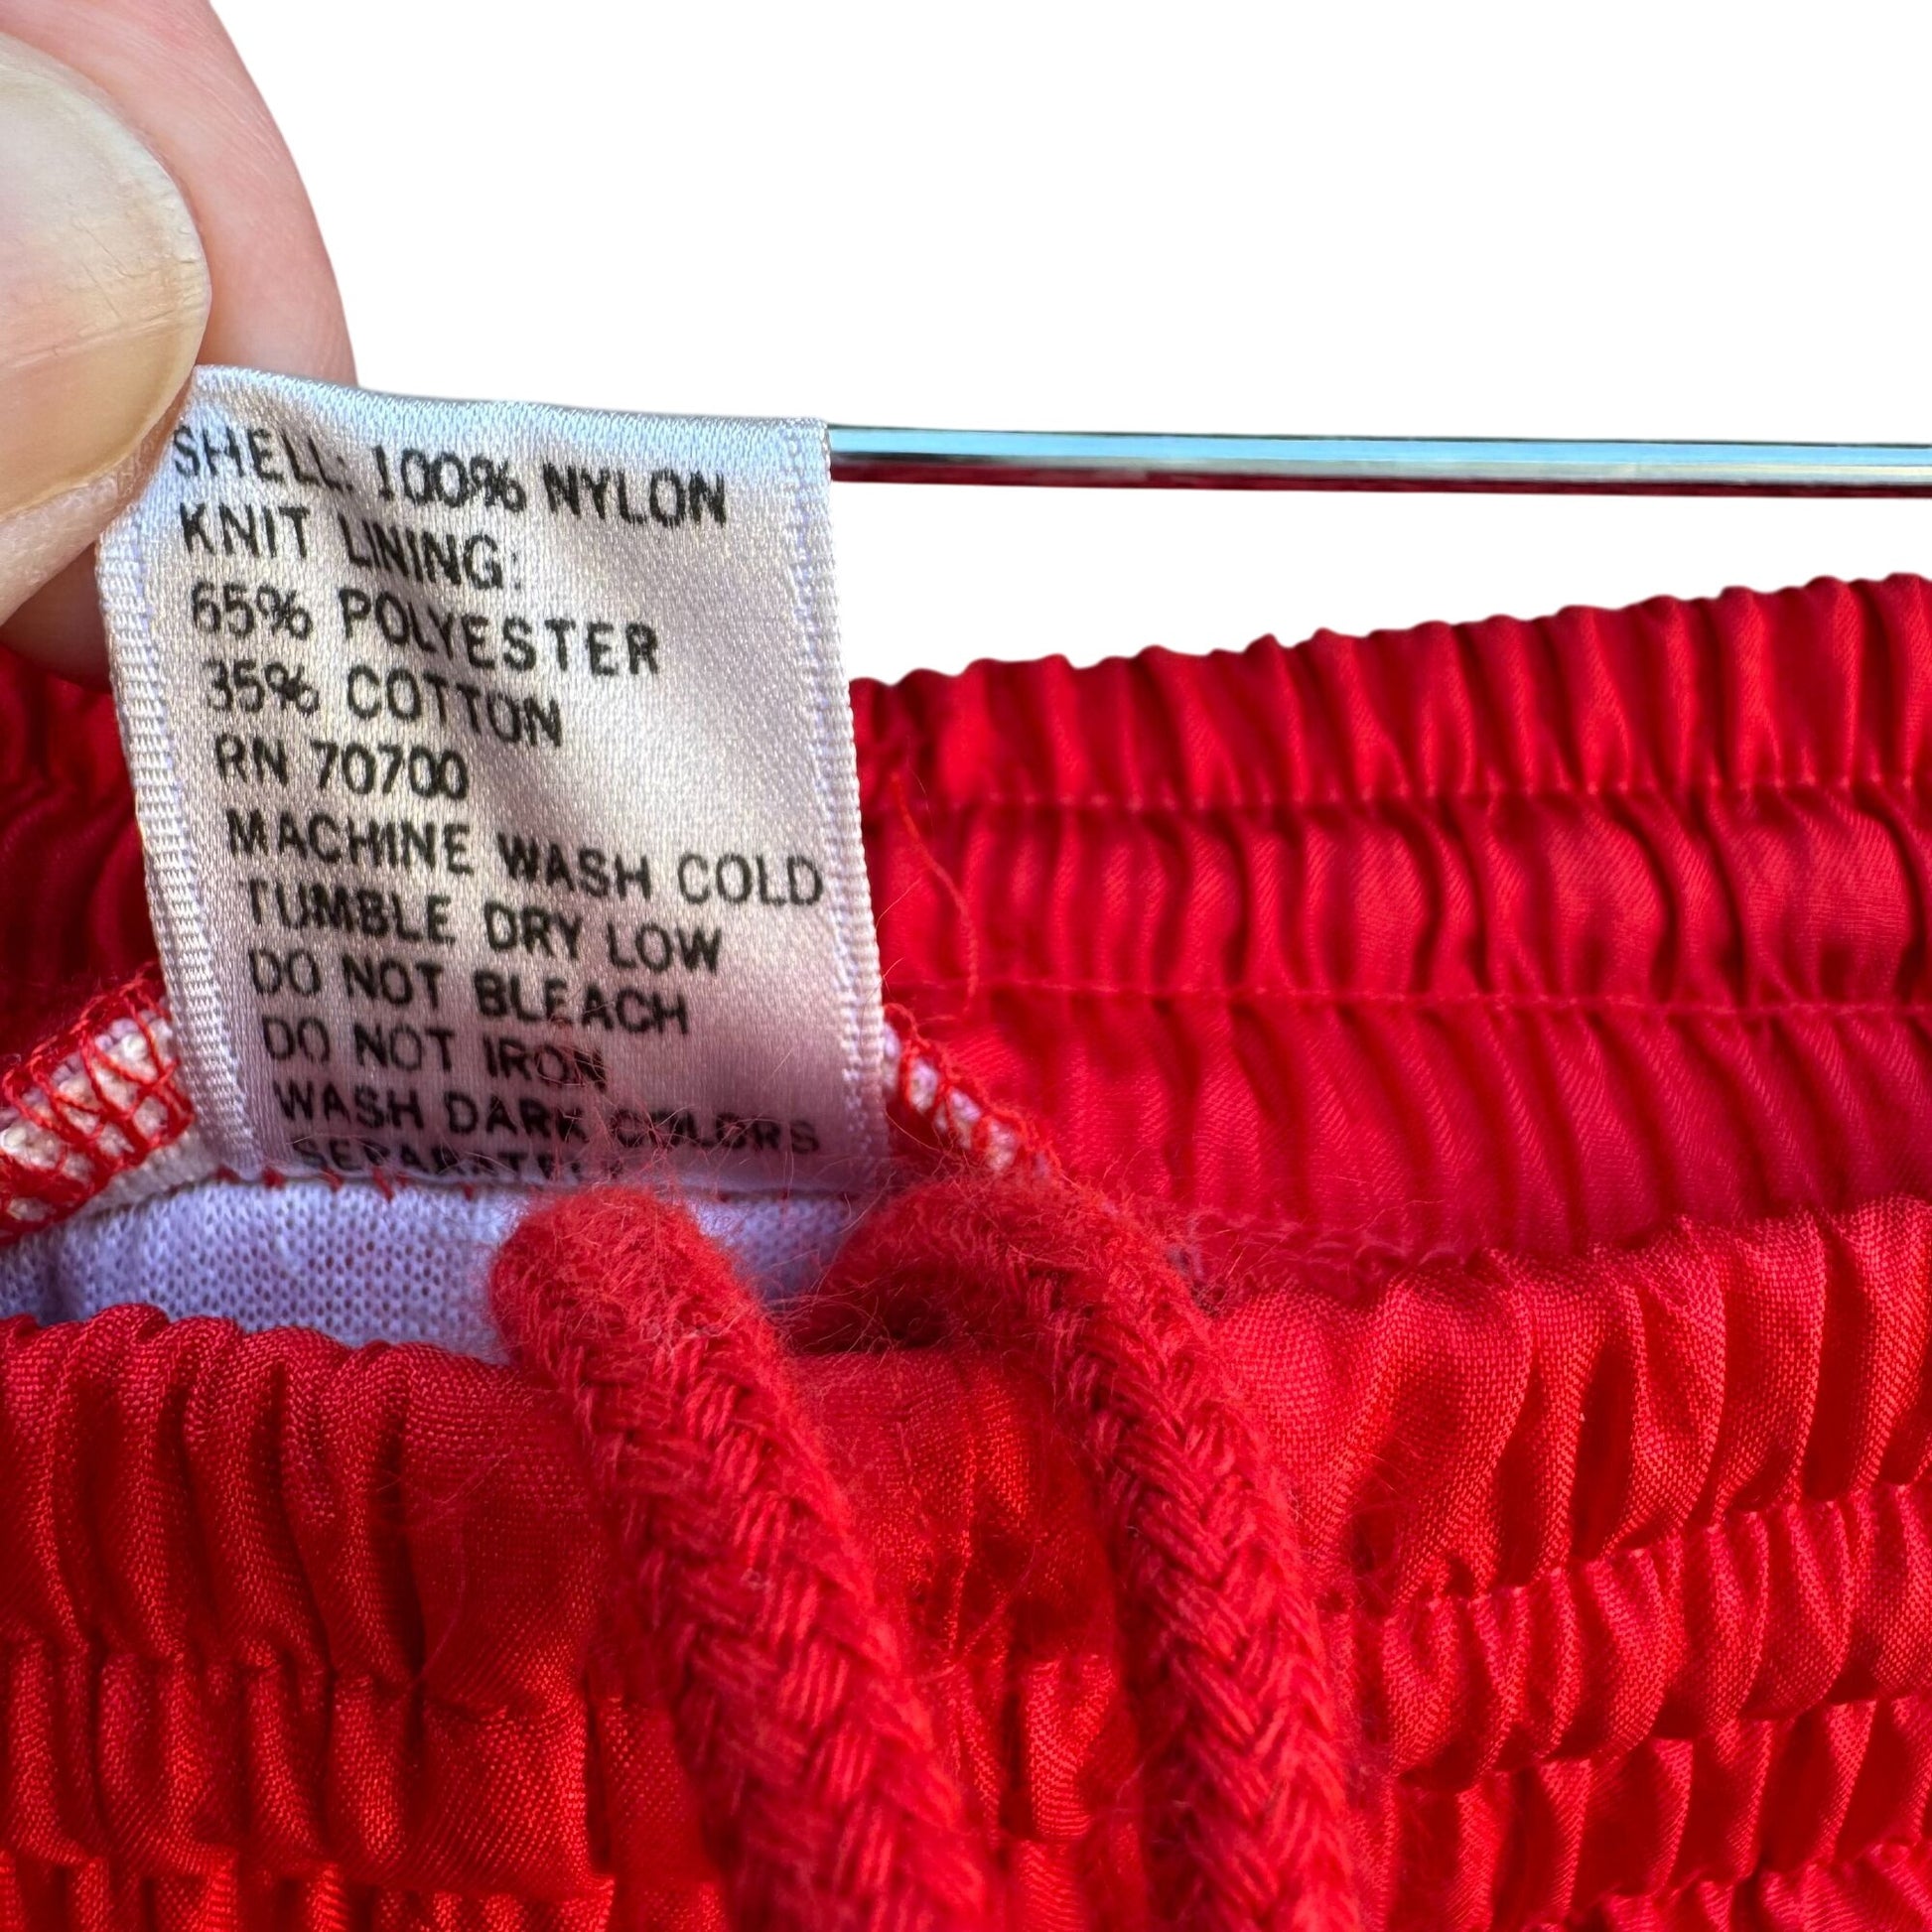 SHELL: 100% NYLON
KNIT LINING:
65% POLYESTER
35% COTTON
RN 70700
MACHINE WASH COLD
TUMBLE DRY LOW
DO NOT BLEACH
DO NOT IRON
WASH DARK COLORS
SEPARATELY